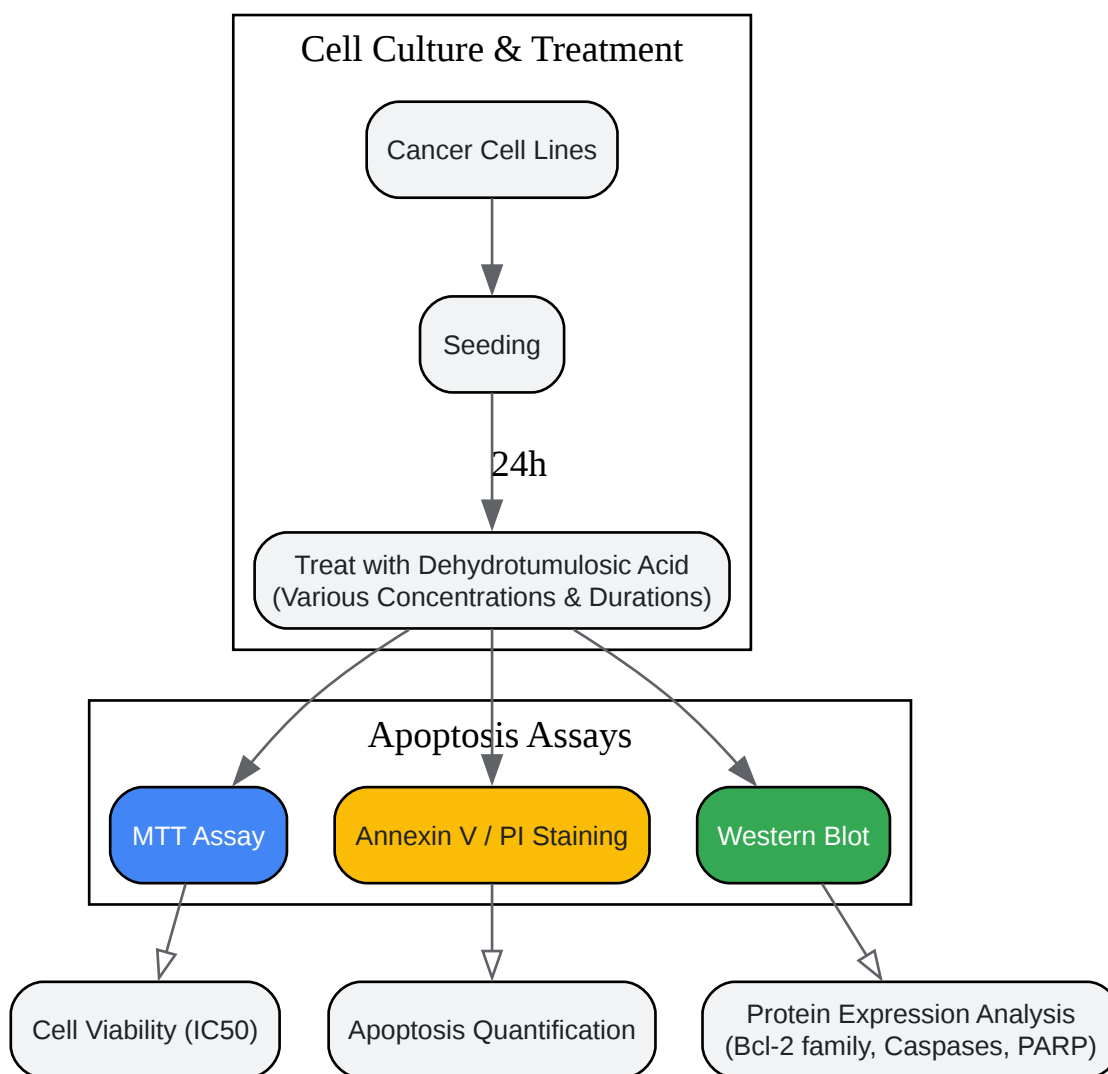 Cell Culture & Treatment
Cancer Cell Lines
Seeding
24h
Treat with Dehydrotumulosic Acid
(Various Concentrations & Durations)
Apoptosis Assays
MTT Assay
Annexin V / PI Staining
Western Blot
Cell Viability (IC50)
Apoptosis Quantification
Protein Expression Analysis
(Bcl-2 family, Caspases, PARP)